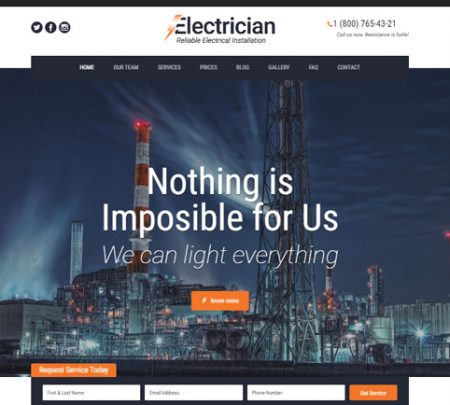 Electrician
Reliable Electrical Installation
1 (800) 765-43-21
Call us now. Resistance is futile!
HOME OUR TEAM SERVICES PRICES BLOG GALLERY FAQ CONTACT
Nothing is
Imposible for Us
We can light everything
know more
Request Service Today
First & Last Name: Email Address: Phone Number: Get Service